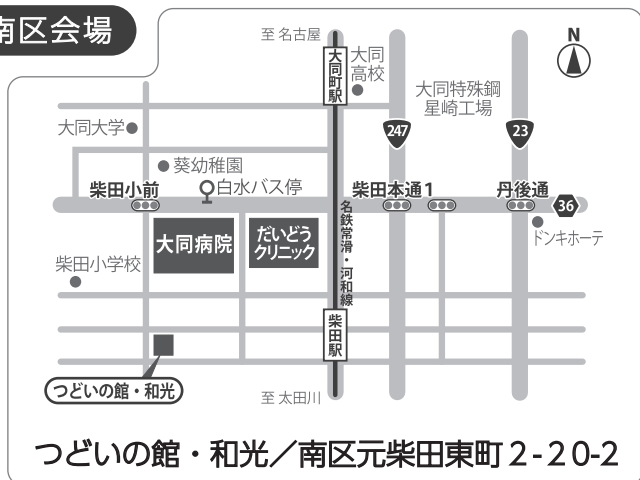 南区会場
至 名古屋
N
大同町駅
大同
高校
大同特殊鋼
星崎工場
247
23
大同大学
葵幼稚園
柴田小前
白水バス停
柴田本通1
丹後通
36
大同病院
だいどう
クリニック
名鉄常滑・河和線
ドンキホーテ
柴田小学校
柴田駅
つどいの館・和光
至 太田川
つどいの館・和光／南区元柴田東町2-20-2